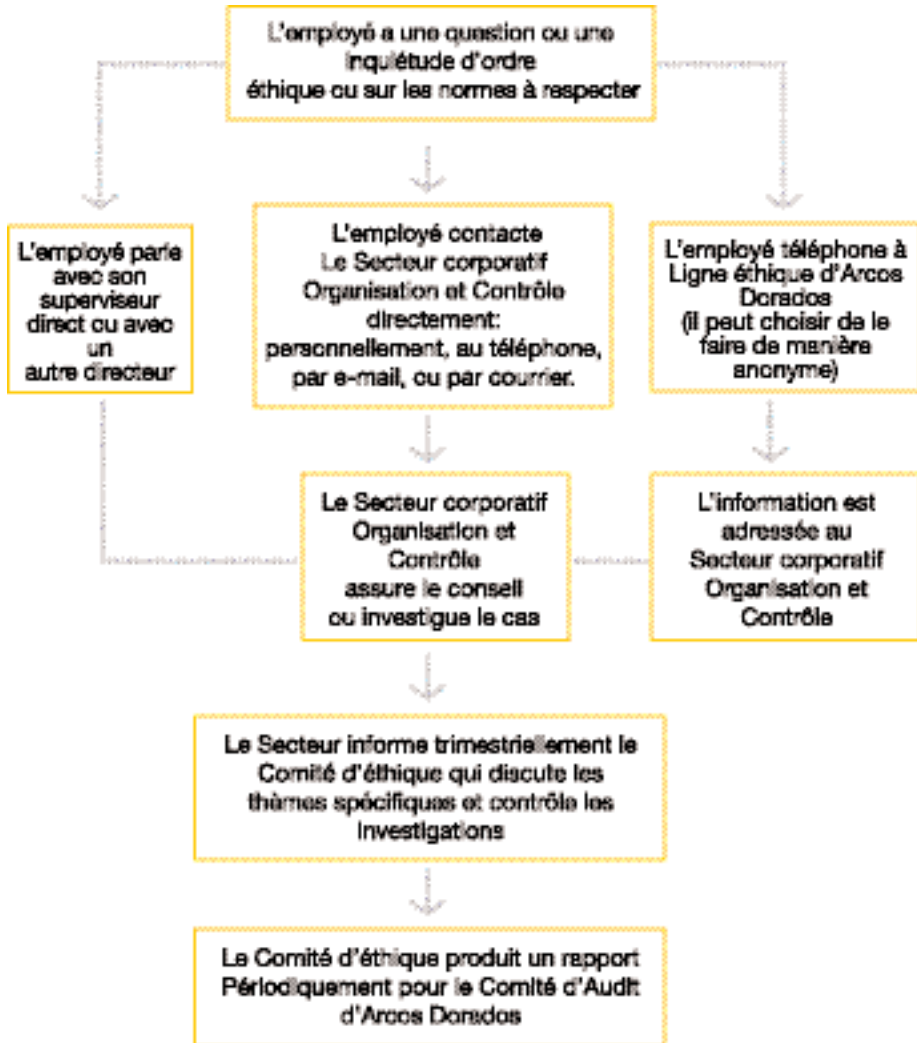 L'employé a une question ou une
inquiétude d'ordre
éthique ou sur les normes à respecter
L'employé parle
avec son
superviseur
direct ou avec
un
autre directeur
L'employé contacte
Le Secteur corporatif
Organisation et Contrôle
directement:
personnellement, au téléphone,
par e-mail, ou par courrier.
L'employé téléphone à
Ligne éthique d'Arcos
Dorados
(il peut choisir de le
faire de manière
anonyme)
Le Secteur corporatif
Organisation et
Contrôle
assure le conseil
ou investigue le cas
L'information est
adressée au
Secteur corporatif
Organisation et
Contrôle
Le Secteur informe trimestriellement le
Comité d'éthique qui discute les
thèmes spécifiques et contrôle les
investigations
Le Comité d'éthique produit un rapport
Périodiquement pour le Comité d'Audit
d'Arcos Dorados